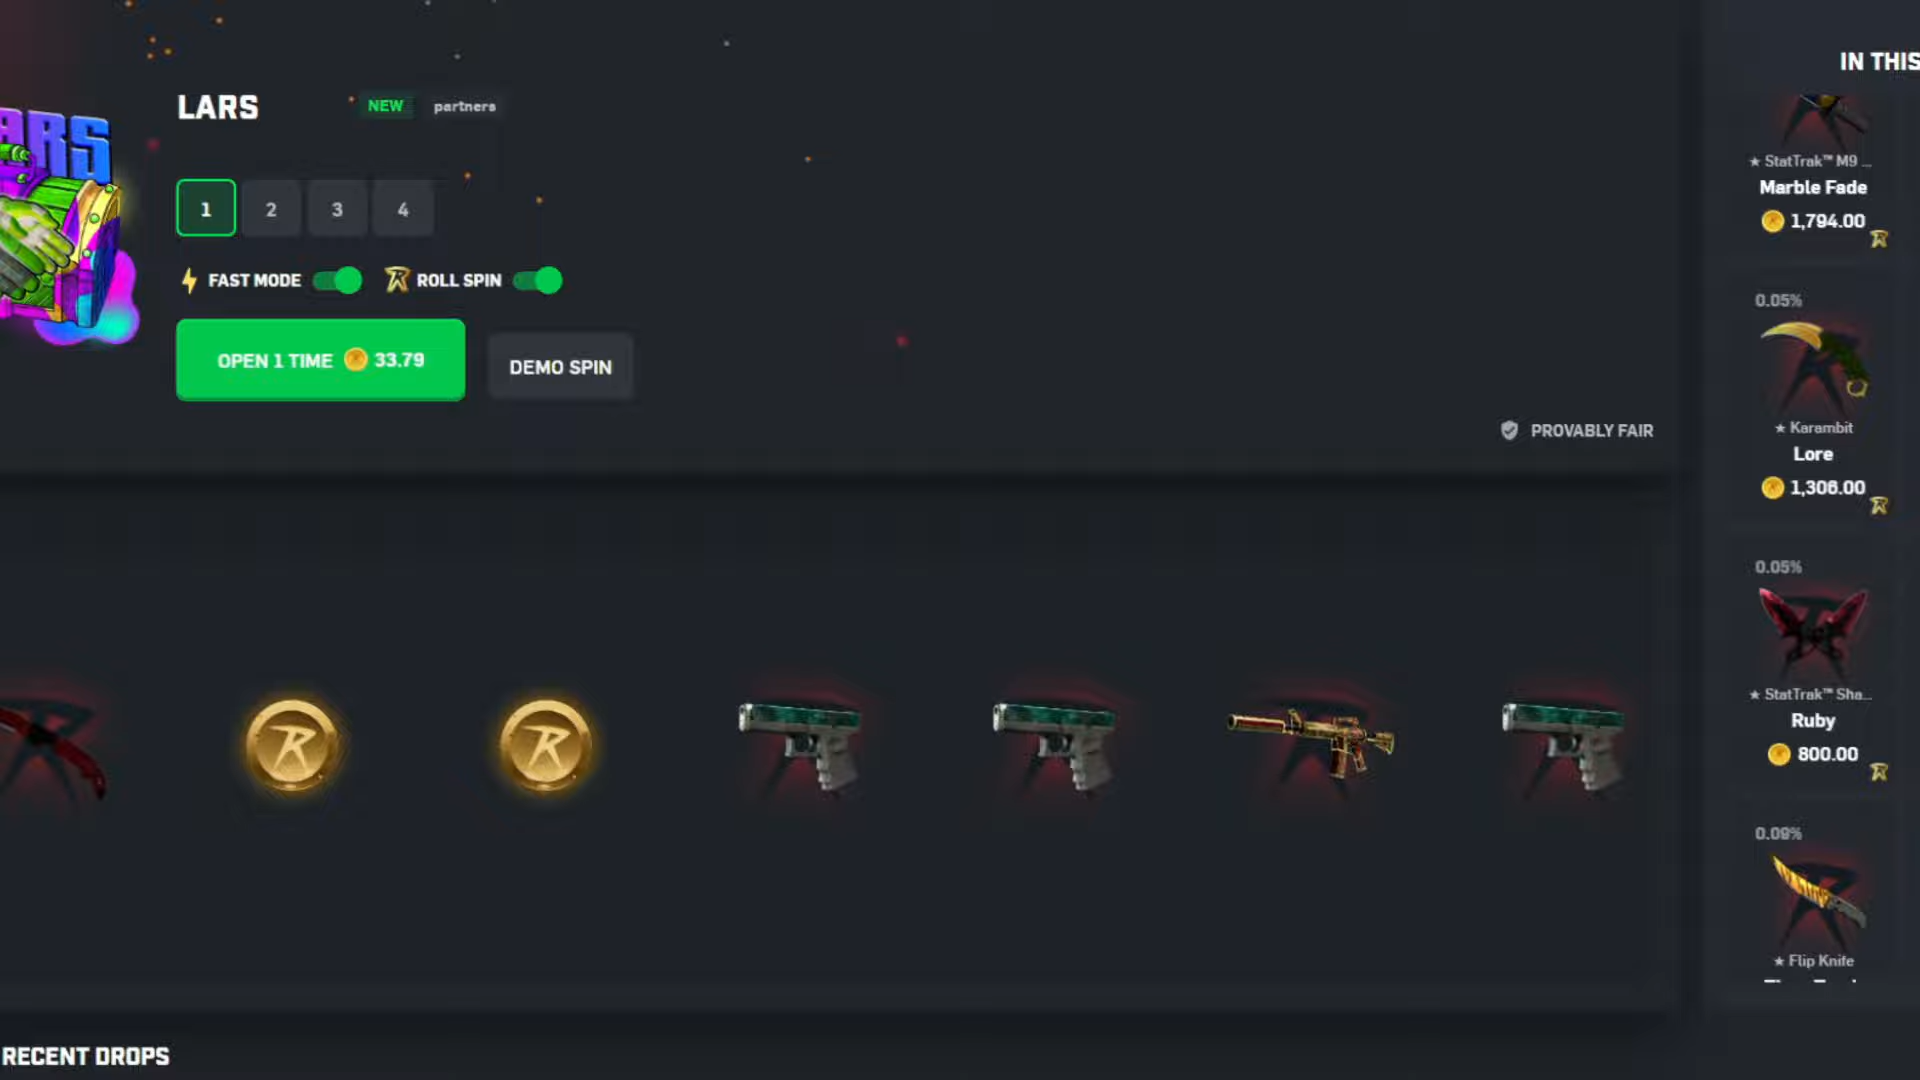 LARS
NEW
partners
1
2
3
4
FAST MODE
ROLL SPIN
OPEN 1 TIME 33.79
DEMO SPIN
PROVABLY FAIR
RECENT DROPS
IN THIS
★ StatTrak™ M9 ...
Marble Fade
1,794.00
0.05%
★ Karambit
Lore
1,306.00
0.05%
★ StatTrak™ Sha...
Ruby
800.00
0.09%
★ Flip Knife